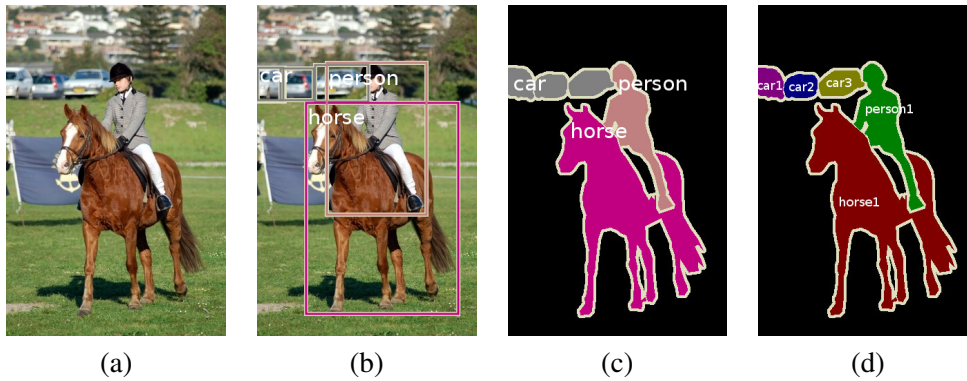 car
person
horse
car
person
horse
car1
car2
car3
person1
horse1
(a)
(b)
(c)
(d)